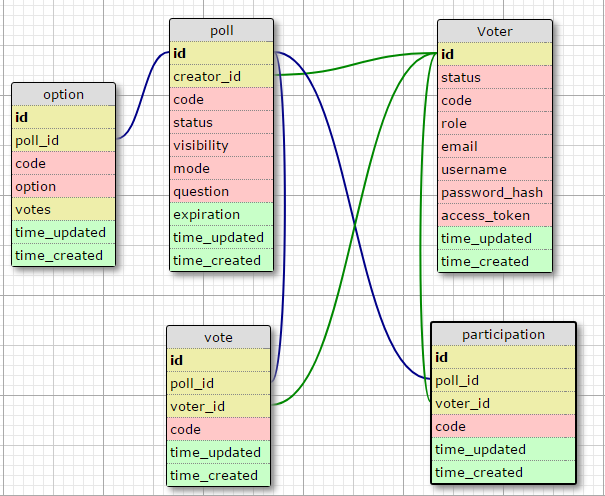 poll
id
creator_id
code
status
visibility
mode
question
expiration
time_updated
time_created
Voter
id
status
code
role
email
username
password_hash
access_token
time_updated
time_created
option
id
poll_id
code
option
votes
time_updated
time_created
vote
id
poll_id
voter_id
code
time_updated
time_created
participation
id
poll_id
voter_id
code
time_updated
time_created